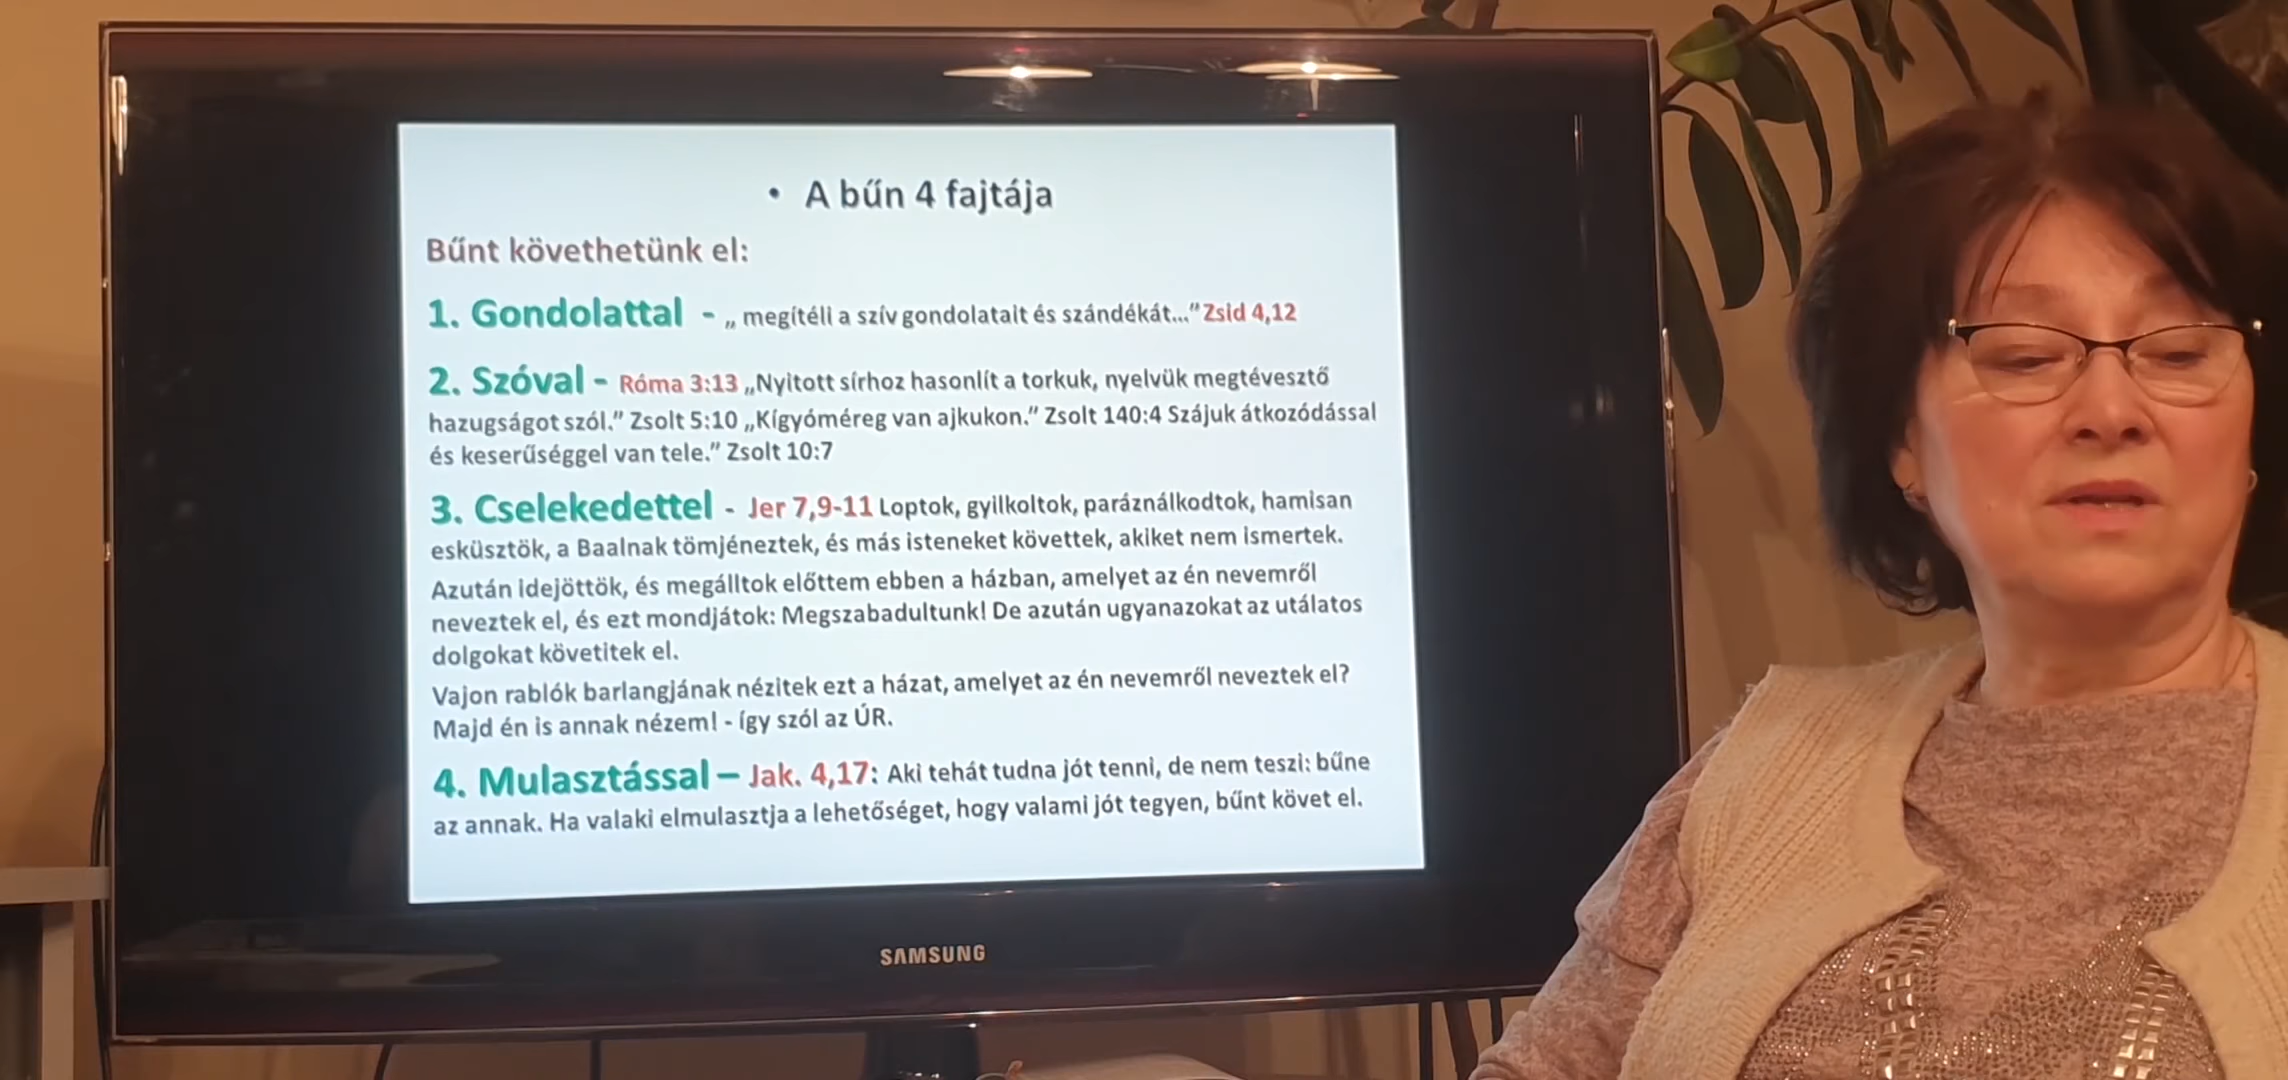 • A bűn 4 fajtája
Bűnt követhetünk el:
1. Gondolattal - „ megítéli a szív gondolatait és szándékát..." Zsid 4,12
2. Szóval - Róma 3:13 „Nyitott sírhoz hasonlít a torkuk, nyelvük megtévesztő
hazugságot szól." Zsolt 5:10 „Kígyóméreg van ajkukon." Zsolt 140:4 Szájuk átkozódással
és keserűséggel van tele." Zsolt 10:7
3. Cselekedettel - Jer 7,9-11 Loptok, gyilkoltok, paráználkodtok, hamisan
esküsztök, a Baalnak tömjéneztek, és más isteneket követtek, akiket nem ismertek.
Azután idejöttök, és megálltok előttem ebben a házban, amelyet az én nevemről
neveztek el, és ezt mondjátok: Megszabadultunk! De azután ugyanazokat az utálatos
dolgokat követitek el.
Vajon rablók barlangjának nézitek ezt a házat, amelyet az én nevemről neveztek el?
Majd én is annak nézem! - így szól az ÚR.
4. Mulasztással – Jak. 4,17: Aki tehát tudna jót tenni, de nem teszi: bűne
az annak. Ha valaki elmulasztja a lehetőséget, hogy valami jót tegyen, bűnt követ el.
SAMSUNG